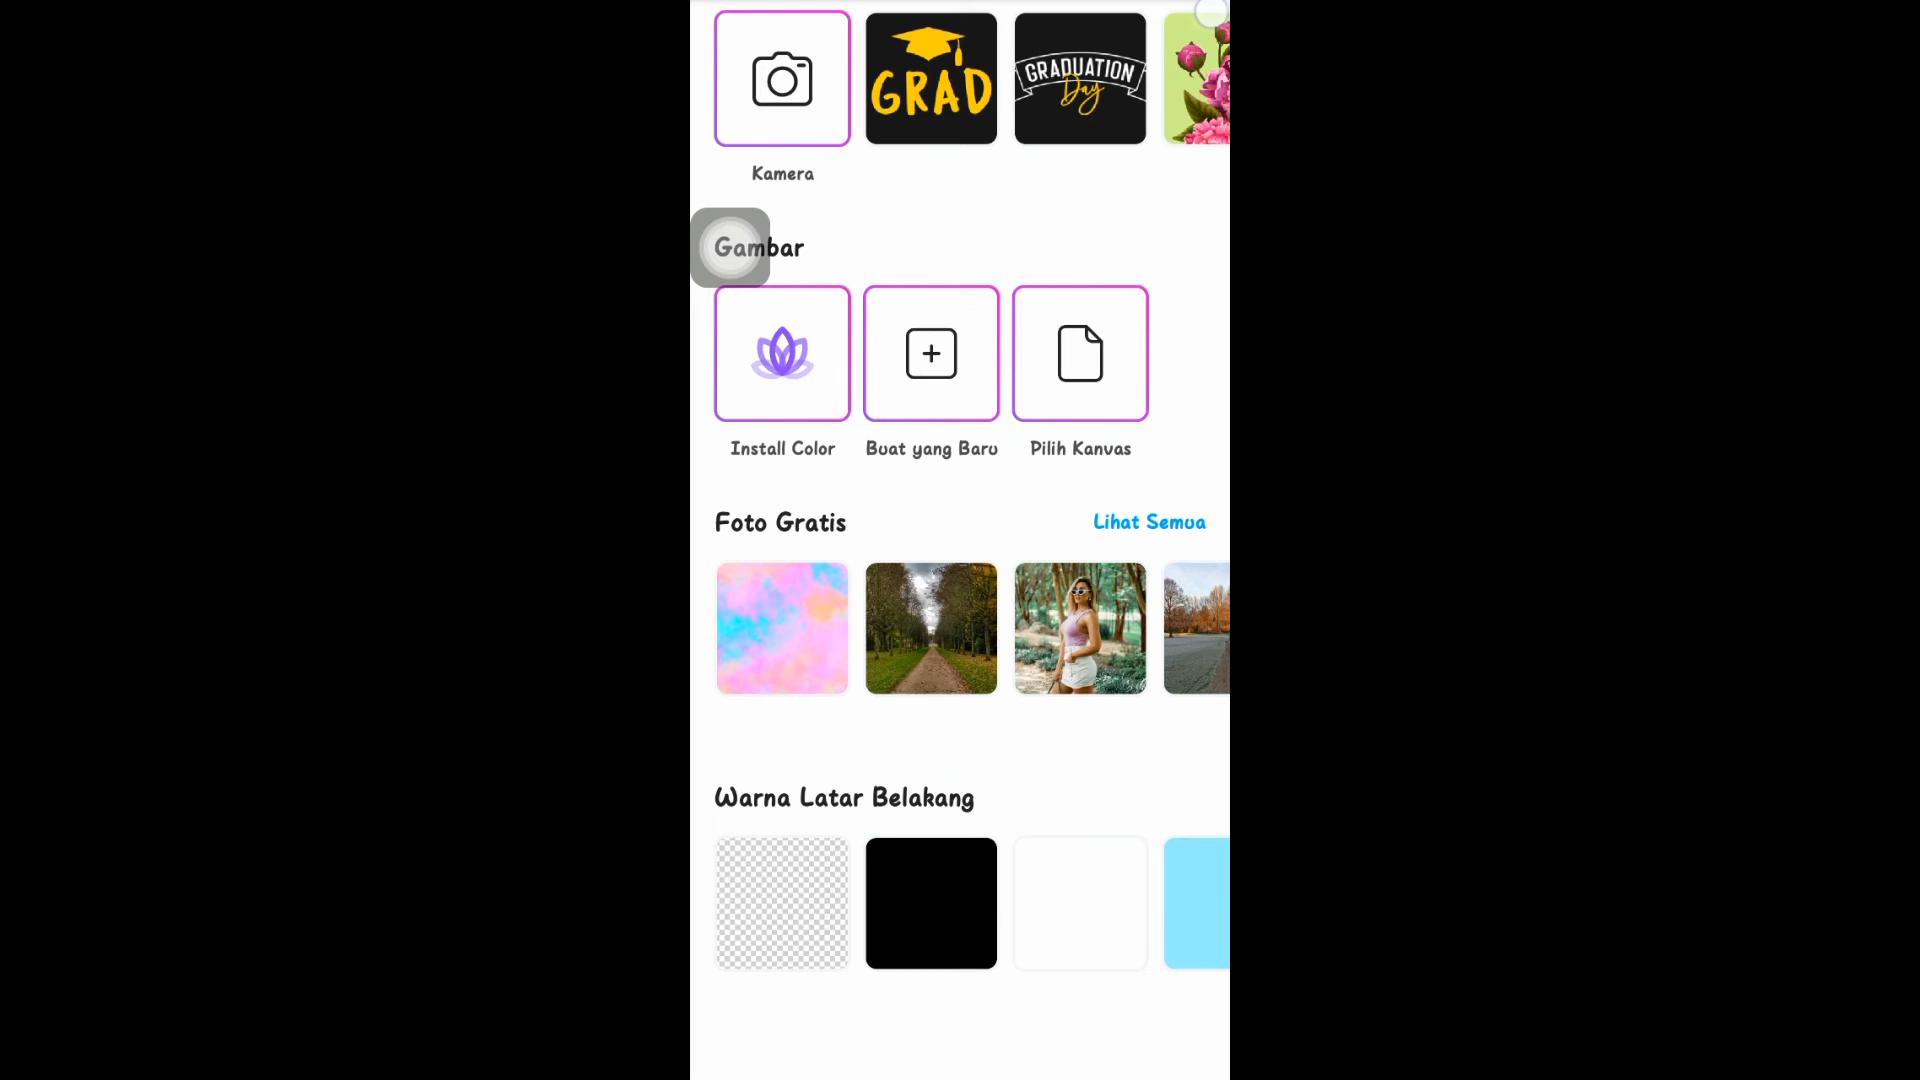 GRAD
GRADUATION
Day
Kamera
Gambar
Install Color
Buat yang Baru
Pilih Kanvas
Foto Gratis
Lihat Semua
Warna Latar Belakang